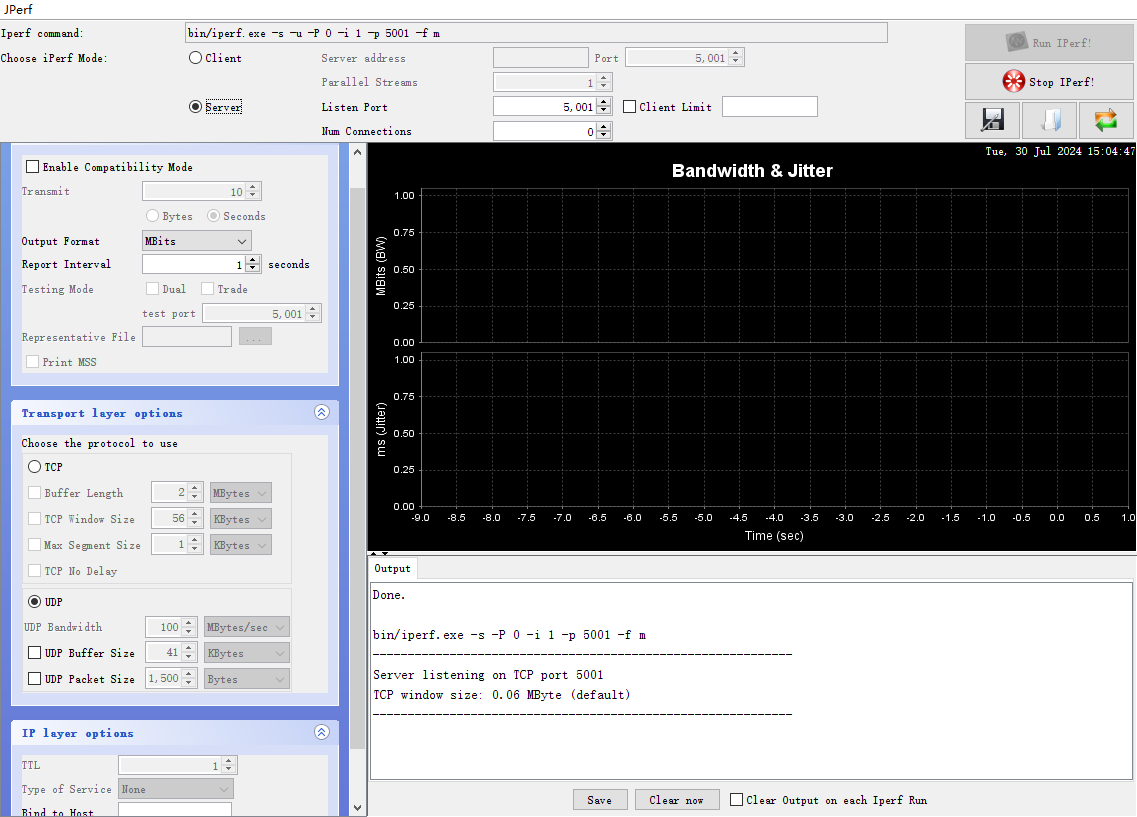 JPerf
Iperf command: bin/iperf.exe -s -u -P 0 -i 1 -p 5001 -f m
Choose iPerf Mode: Client Server address Port 5,001
Parallel Streams 1
Server Listen Port 5,001 Client Limit
Num Connections 0
Run IPerf!
Stop IPerf!
Enable Compatibility Mode
Transmit 10
Bytes Seconds
Output Format MBits
Report Interval 1 seconds
Testing Mode Dual Trade
test port 5,001
Representative File ...
Print MSS
Transport layer options
Choose the protocol to use
TCP
Buffer Length 2 MBytes
TCP Window Size 56 KBytes
Max Segment Size 1 KBytes
TCP No Delay
UDP
UDP Bandwidth 100 MBytes/sec
UDP Buffer Size 41 KBytes
UDP Packet Size 1,500 Bytes
IP layer options
TTL 1
Type of Service None
Bind to Host
Tue, 30 Jul 2024 15:04:47
Bandwidth & Jitter
MBits (BW)
1.00
0.75
0.50
0.25
0.00
ms (Jitter)
1.00
0.75
0.50
0.25
0.00
-9.0 -8.5 -8.0 -7.5 -7.0 -6.5 -6.0 -5.5 -5.0 -4.5 -4.0 -3.5 -3.0 -2.5 -2.0 -1.5 -1.0 -0.5 0.0 0.5 1.0
Time (sec)
Output
Done.
bin/iperf.exe -s -P 0 -i 1 -p 5001 -f m
------------------------------------------------------------
Server listening on TCP port 5001
TCP window size: 0.06 MByte (default)
------------------------------------------------------------
Save Clear now Clear Output on each Iperf Run